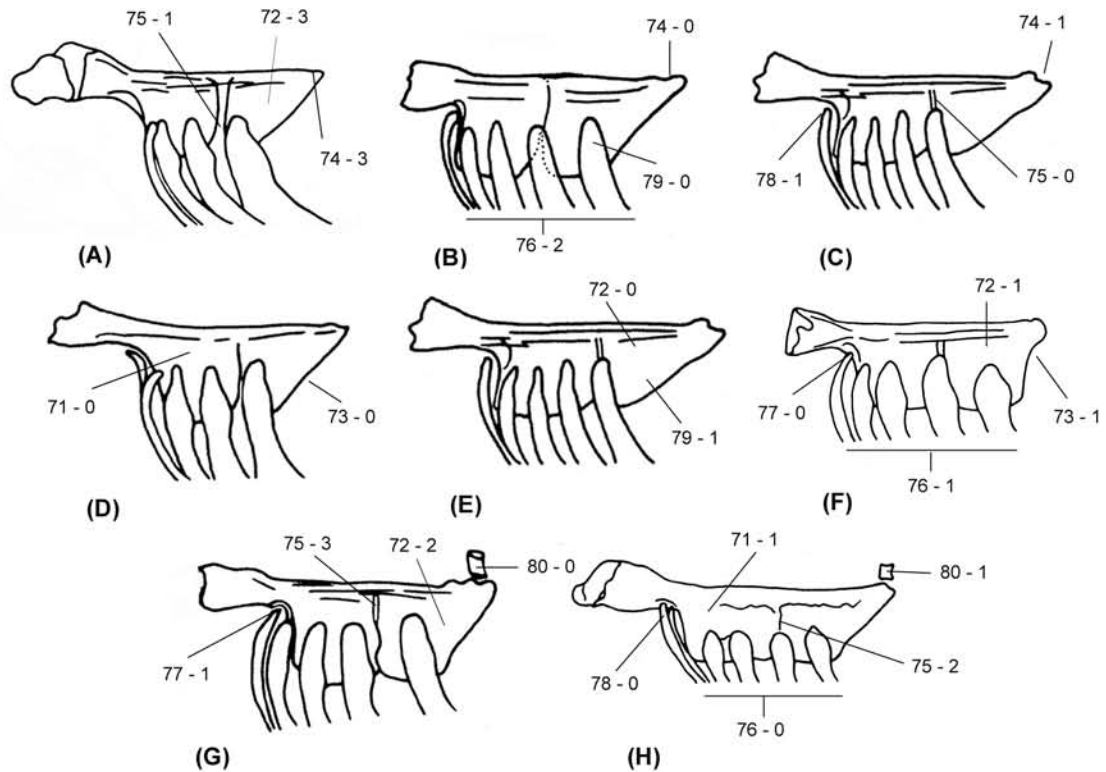 75 - 1
72 - 3
74 - 3
(A)
74 - 0
79 - 0
76 - 2
(B)
74 - 1
78 - 1
75 - 0
(C)
71 - 0
73 - 0
(D)
72 - 0
79 - 1
(E)
72 - 1
77 - 0
73 - 1
76 - 1
(F)
75 - 3
72 - 2
80 - 0
77 - 1
(G)
71 - 1
80 - 1
78 - 0
75 - 2
76 - 0
(H)